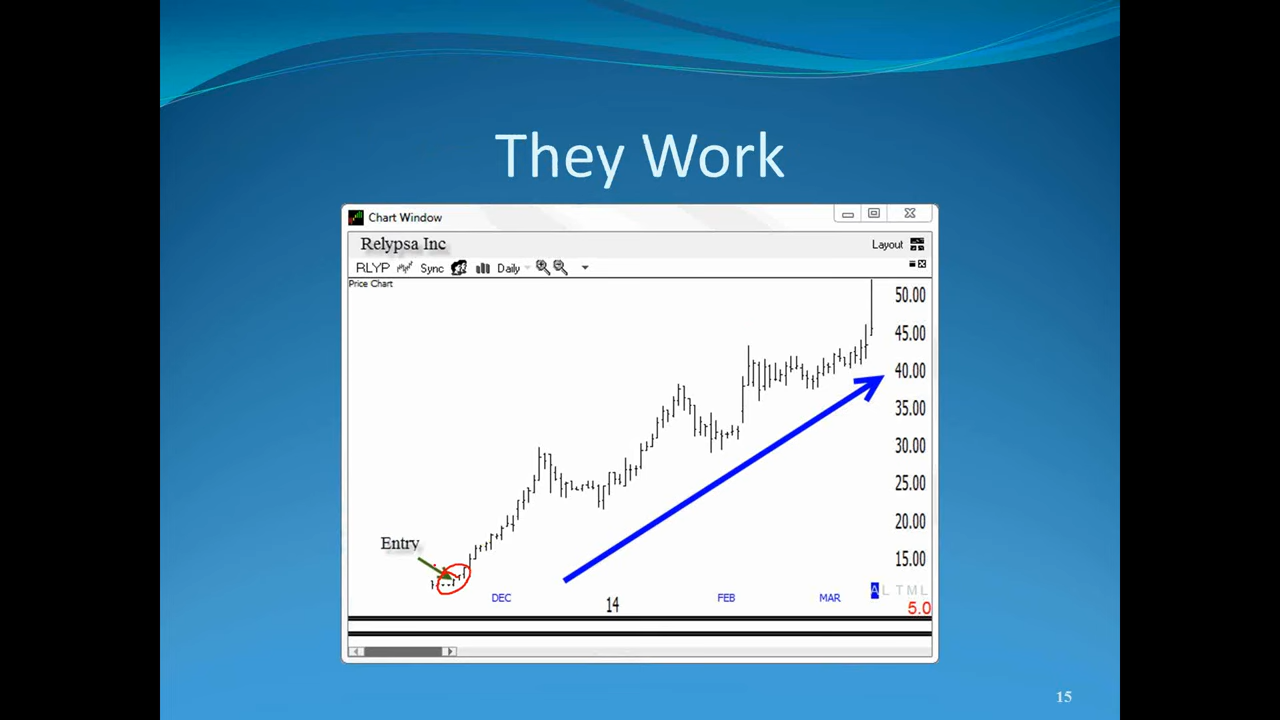 They Work
Chart Window
Relypsa Inc
Layout
RLYP Sync Daily
Price Chart
50.00
45.00
40.00
35.00
30.00
25.00
20.00
15.00
Entry
DEC 14 FEB MAR
A L T M L
5.0
15